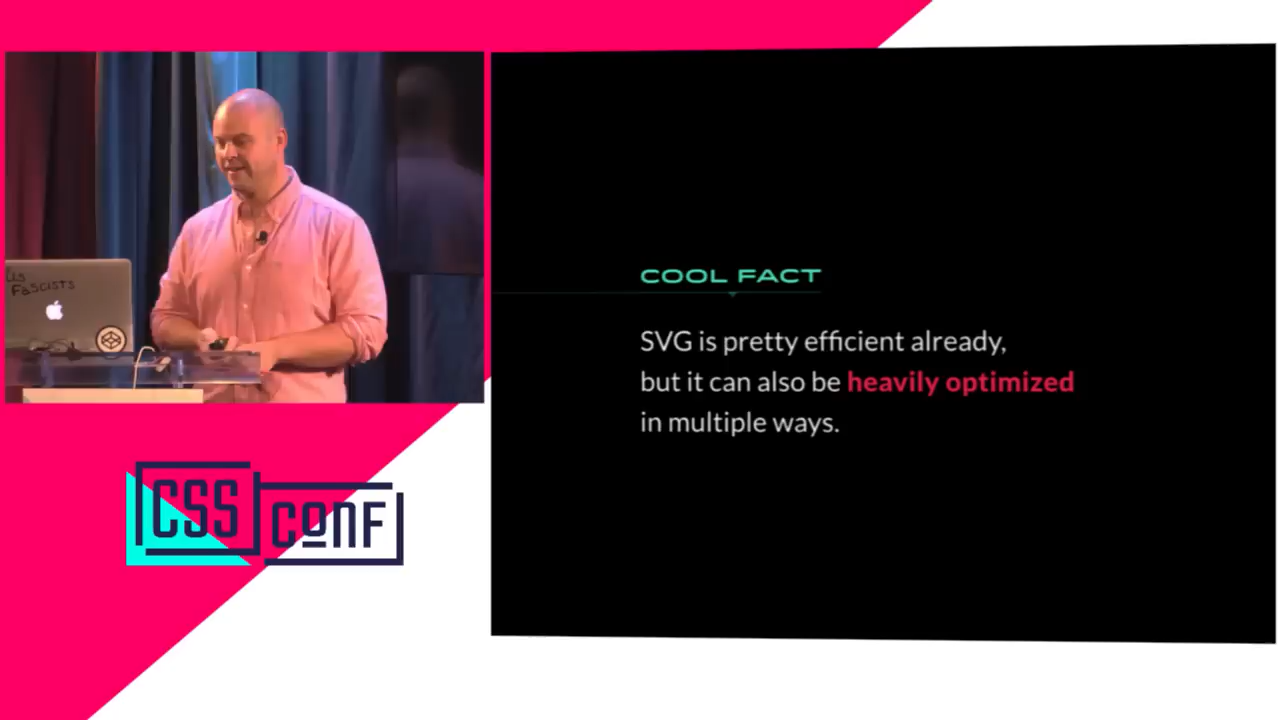 Fascists
CSS
conf
COOL FACT
SVG is pretty efficient already,
but it can also be heavily optimized
in multiple ways.